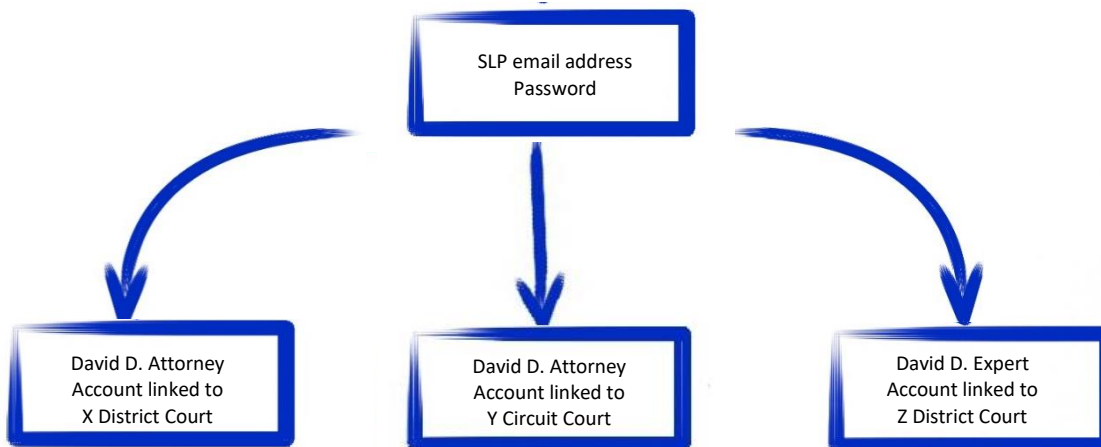 SLP email address
Password
David D. Attorney
Account linked to
X District Court
David D. Attorney
Account linked to
Y Circuit Court
David D. Expert
Account linked to
Z District Court